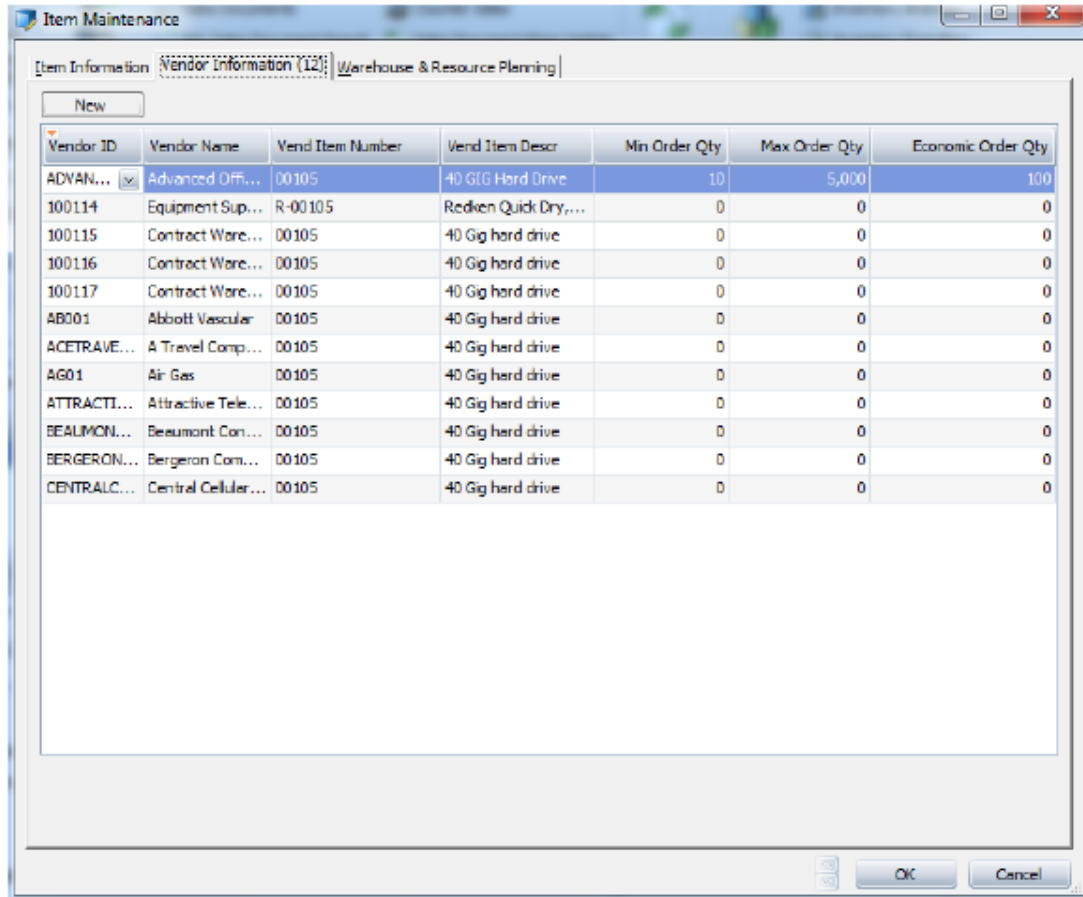 Item Maintenance
Item Information Vendor Information (12) Warehouse & Resource Planning
New
Vendor ID Vendor Name Vend Item Number Vend Item Descr Min Order Qty Max Order Qty Economic Order Qty
ADVAN... Advanced Offi... 00105 40 GIG Hard Drive 10 5,000 100
100114 Equipment Sup... R-00105 Redken Quick Dry,... 0 0 0
100115 Contract Ware... 00105 40 Gig hard drive 0 0 0
100116 Contract Ware... 00105 40 Gig hard drive 0 0 0
100117 Contract Ware... 00105 40 Gig hard drive 0 0 0
AB001 Abbott Vascular 00105 40 Gig hard drive 0 0 0
ACETRAVE... A Travel Comp... 00105 40 Gig hard drive 0 0 0
AG01 Air Gas 00105 40 Gig hard drive 0 0 0
ATTRACTI... Attractive Tele... 00105 40 Gig hard drive 0 0 0
BEAUMON... Beaumont Con... 00105 40 Gig hard drive 0 0 0
BERGERON... Bergeron Com... 00105 40 Gig hard drive 0 0 0
CENTRALC... Central Cellular... 00105 40 Gig hard drive 0 0 0
OK Cancel